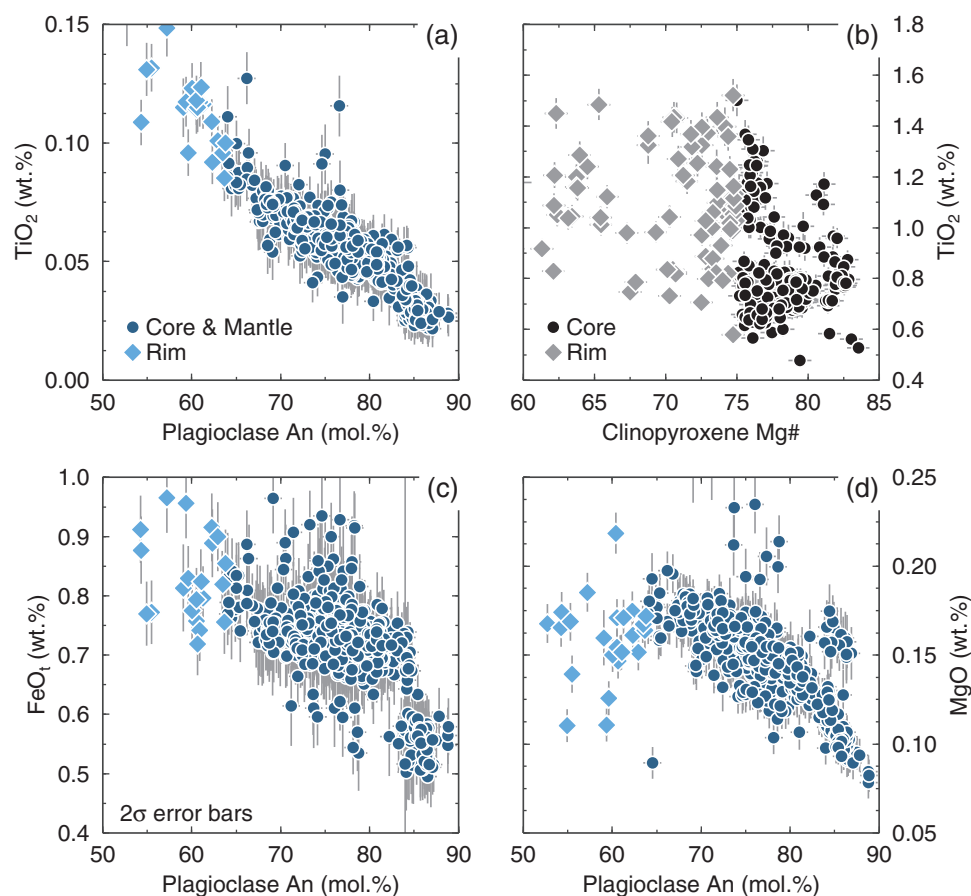 (a)
0.15
0.10
0.05
0.00
TiO2 (wt.%)
Core & Mantle
Rim
50 60 70 80 90
Plagioclase An (mol.%)
(b)
1.8
1.6
1.4
1.2
1.0
0.8
0.6
0.4
TiO2 (wt.%)
Core
Rim
60 65 70 75 80 85
Clinopyroxene Mg#
(c)
1.0
0.9
0.8
0.7
0.6
0.5
0.4
FeOt (wt.%)
2σ error bars
50 60 70 80 90
Plagioclase An (mol.%)
(d)
0.25
0.20
0.15
0.10
0.05
MgO (wt.%)
50 60 70 80 90
Plagioclase An (mol.%)